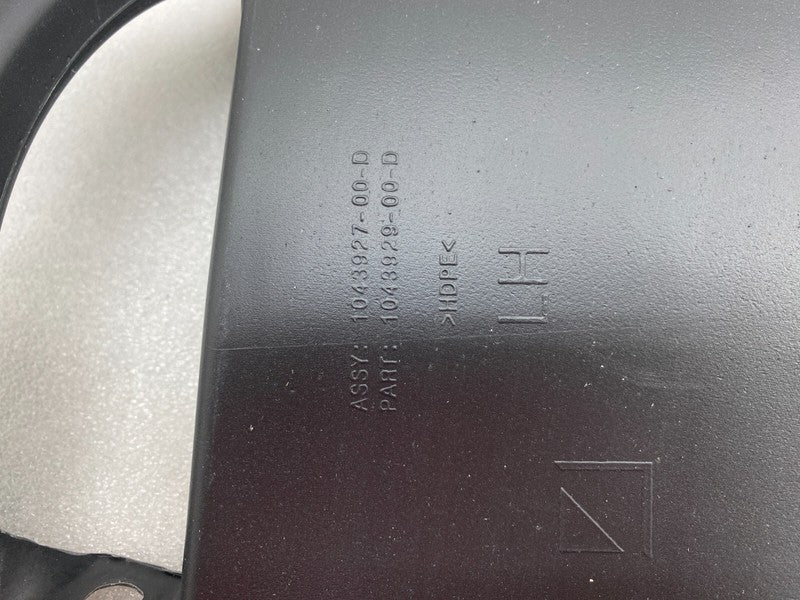 ASSY: 1043927-00-D
PART: 1043929-00-D
>HDPE<
LH